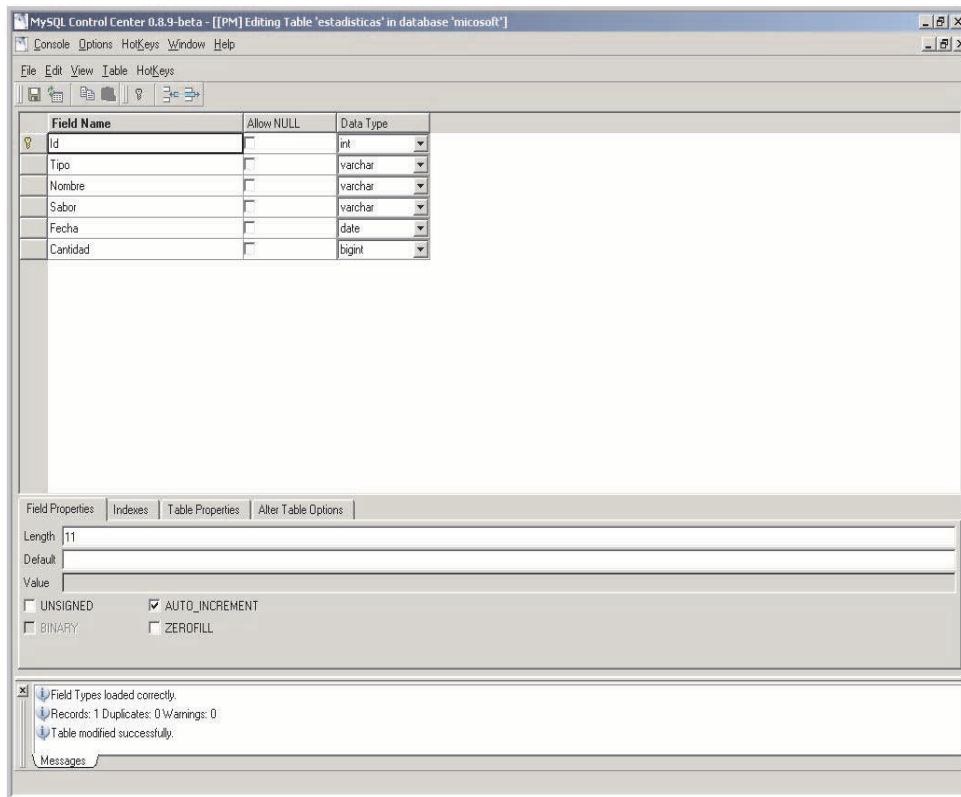 MySQL Control Center 0.8.9-beta - [[PM] Editing Table 'estadisticas' in database 'micosoft']
Console Options HotKeys Window Help
File Edit View Table HotKeys
Field Name Allow NULL Data Type
Id int
Tipo varchar
Nombre varchar
Sabor varchar
Fecha date
Cantidad bigint
Field Properties Indexes Table Properties Alter Table Options
Length 11
Default
Value
UNSIGNED AUTO_INCREMENT
BINARY ZEROFILL
Field Types loaded correctly.
Records: 1 Duplicates: 0 Warnings: 0
Table modified successfully.
Messages